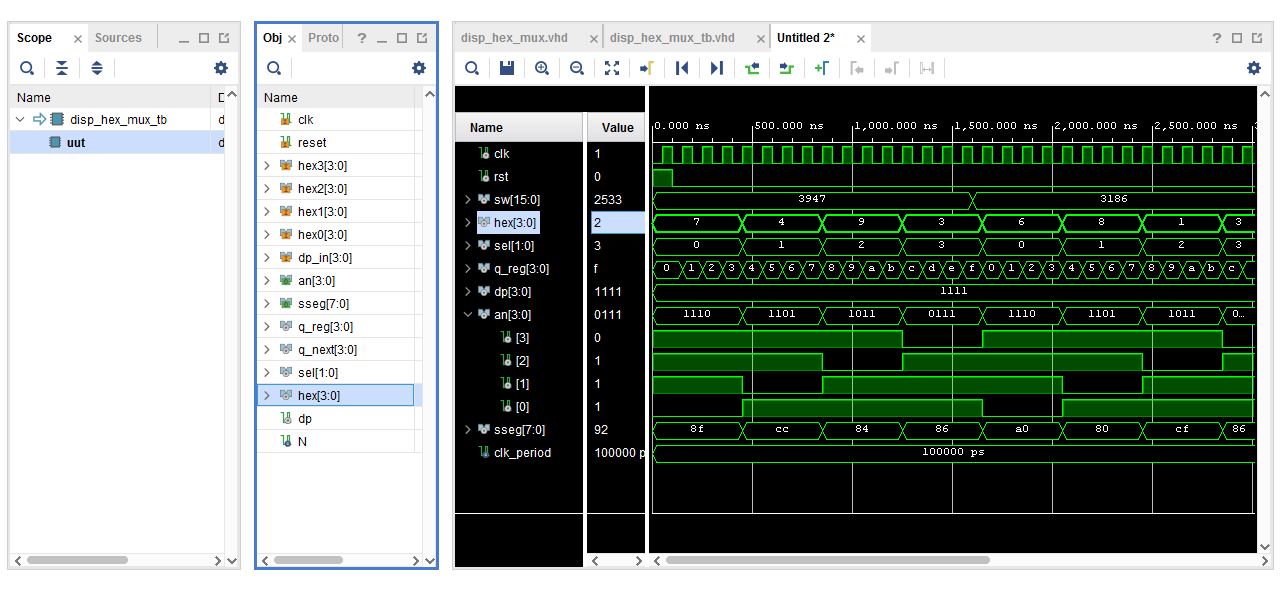 Scope
Sources
Name
D
disp_hex_mux_tb
d
uut
d
Obj
Proto
?
Name
clk
reset
hex3[3:0]
hex2[3:0]
hex1[3:0]
hex0[3:0]
dp_in[3:0]
an[3:0]
sseg[7:0]
q_reg[3:0]
q_next[3:0]
sel[1:0]
hex[3:0]
dp
N
disp_hex_mux.vhd
disp_hex_mux_tb.vhd
Untitled 2*
?
Name Value 0.000 ns 500.000 ns 1,000.000 ns 1,500.000 ns 2,000.000 ns 2,500.000 ns
clk 1
rst 0
sw[15:0] 2533 3947 3186
hex[3:0] 2 7 4 9 3 6 8 1 3
sel[1:0] 3 0 1 2 3 0 1 2 3
q_reg[3:0] f 0 1 2 3 4 5 6 7 8 9 a b c d e f 0 1 2 3 4 5 6 7 8 9 a b c
dp[3:0] 1111 1111
an[3:0] 0111 1110 1101 1011 0111 1110 1101 1011 0...
[3] 0
[2] 1
[1] 1
[0] 1
sseg[7:0] 92 8f cc 84 86 a0 80 cf 86
clk_period 100000 p 100000 ps